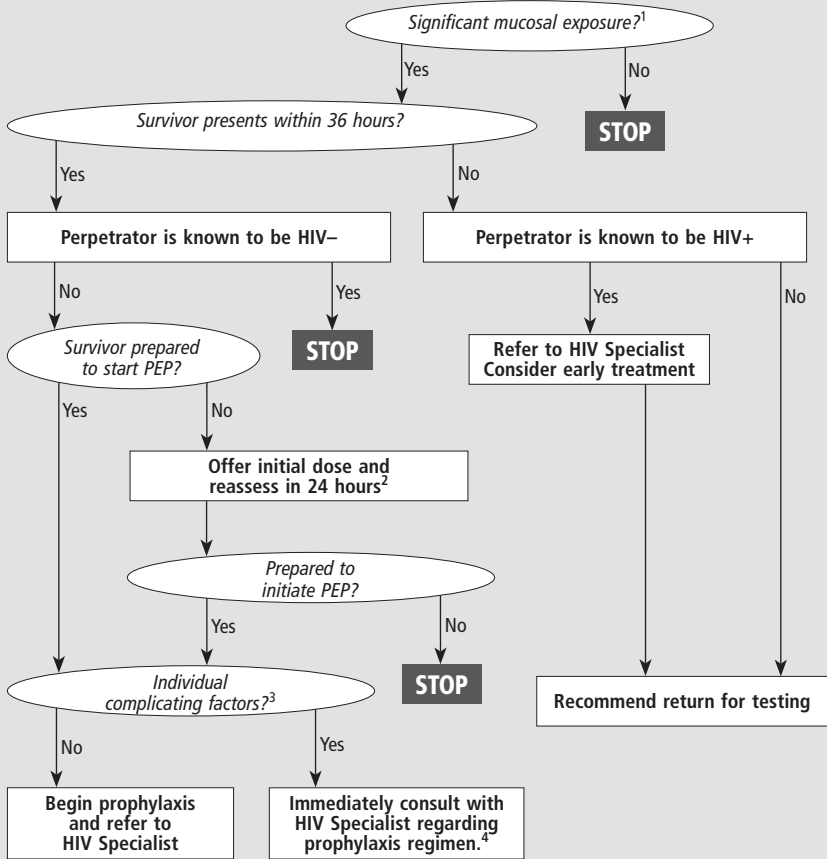 Significant mucosal exposure?1
Yes
No
STOP
Survivor presents within 36 hours?
Yes
No
Perpetrator is known to be HIV–
Perpetrator is known to be HIV+
No
Yes
STOP
Yes
No
Survivor prepared
to start PEP?
Refer to HIV Specialist
Consider early treatment
Yes
No
Offer initial dose and
reassess in 24 hours2
Prepared to
initiate PEP?
Yes
No
STOP
Individual
complicating factors?3
Recommend return for testing
No
Yes
Begin prophylaxis
and refer to
HIV Specialist
Immediately consult with
HIV Specialist regarding
prophylaxis regimen.4